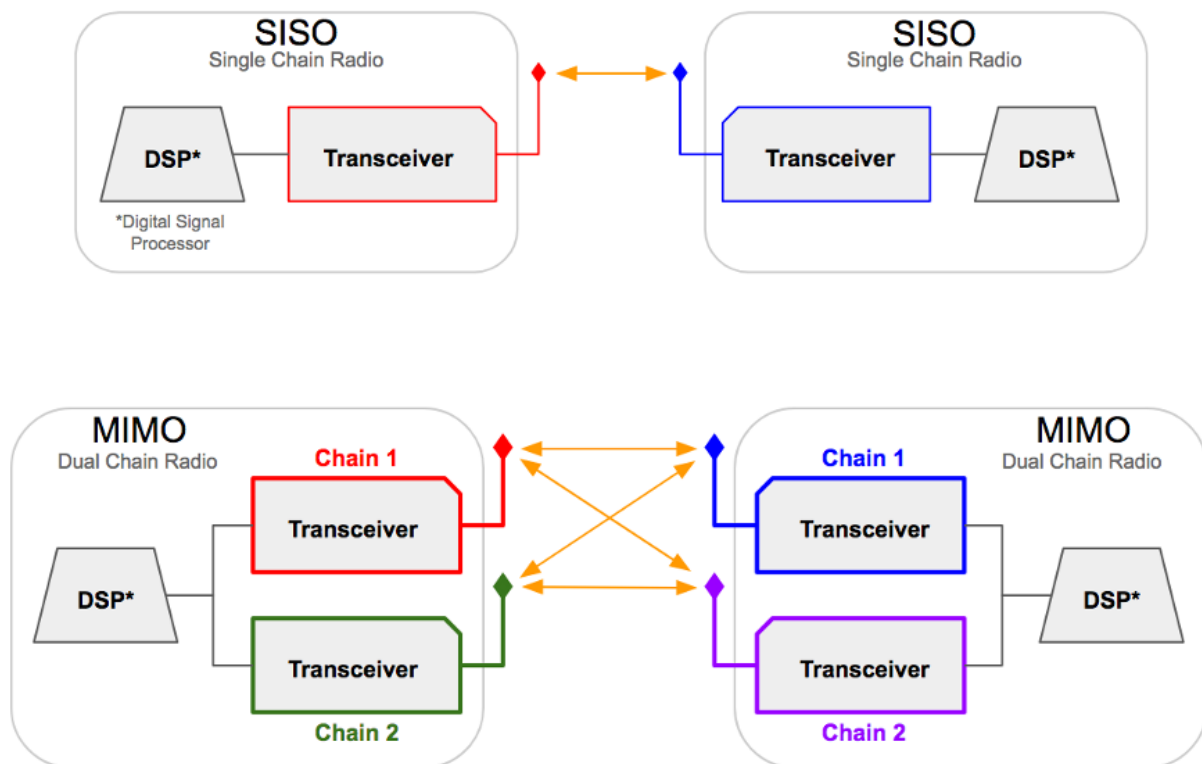 SISO
Single Chain Radio
DSP*
Transceiver
*Digital Signal
Processor
SISO
Single Chain Radio
Transceiver
DSP*
MIMO
Dual Chain Radio
Chain 1
Transceiver
DSP*
Transceiver
Chain 2
MIMO
Dual Chain Radio
Chain 1
Transceiver
DSP*
Transceiver
Chain 2